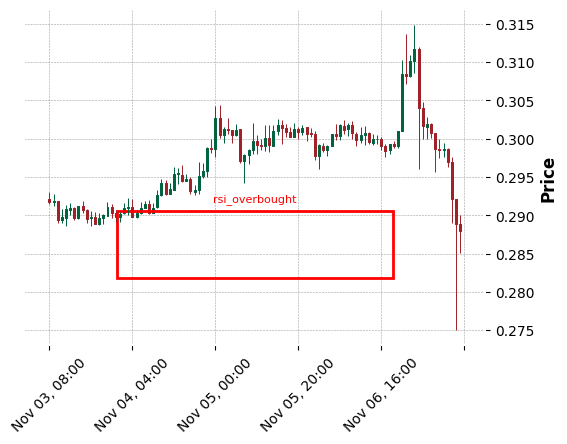 0.315
0.310
0.305
0.300
0.295
0.290
0.285
0.280
0.275
Price
rsi_overbought
Nov 03, 08:00
Nov 04, 04:00
Nov 05, 00:00
Nov 05, 20:00
Nov 06, 16:00